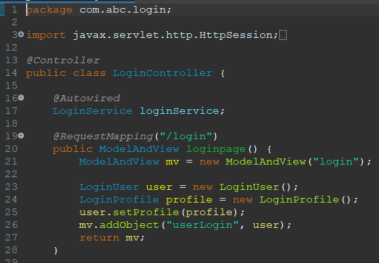 1 package com.abc.login;
2
3 import javax.servlet.http.HttpSession;
12
13 @Controller
14 public class LoginController {
15
16 @Autowired
17 LoginService loginService;
18
19 @RequestMapping("/login")
20 public ModelAndView loginpage() {
21 ModelAndView mv = new ModelAndView("login");
22
23 LoginUser user = new LoginUser();
24 LoginProfile profile = new LoginProfile();
25 user.setProfile(profile);
26 mv.addObject("userLogin", user);
27 return mv;
28 }
29